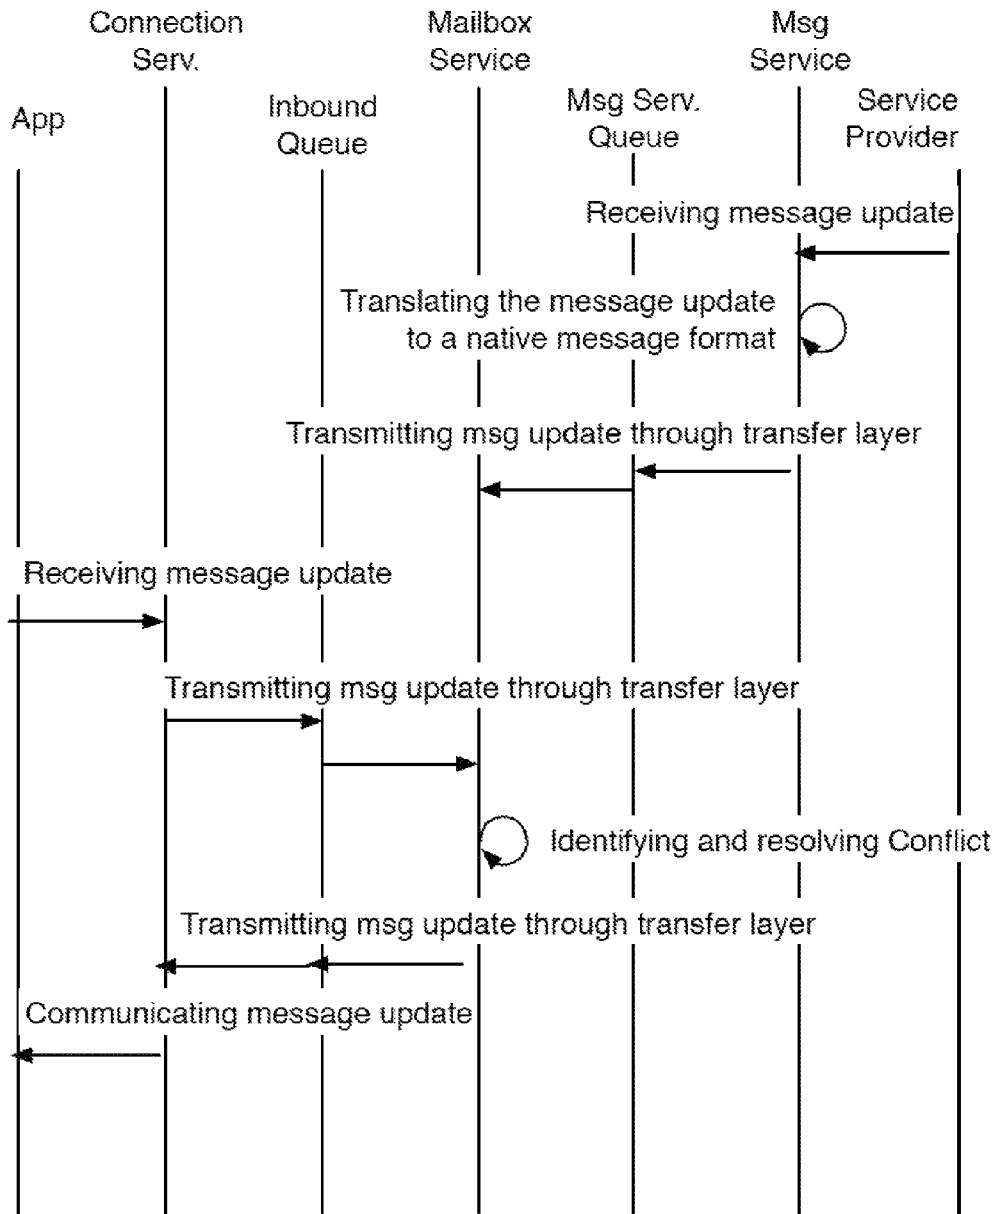 Connection
Serv.
Mailbox
Service
Msg
Service
App
Inbound
Queue
Msg Serv.
Queue
Service
Provider
Receiving message update
Translating the message update
to a native message format
Transmitting msg update through transfer layer
Receiving message update
Transmitting msg update through transfer layer
Identifying and resolving Conflict
Transmitting msg update through transfer layer
Communicating message update